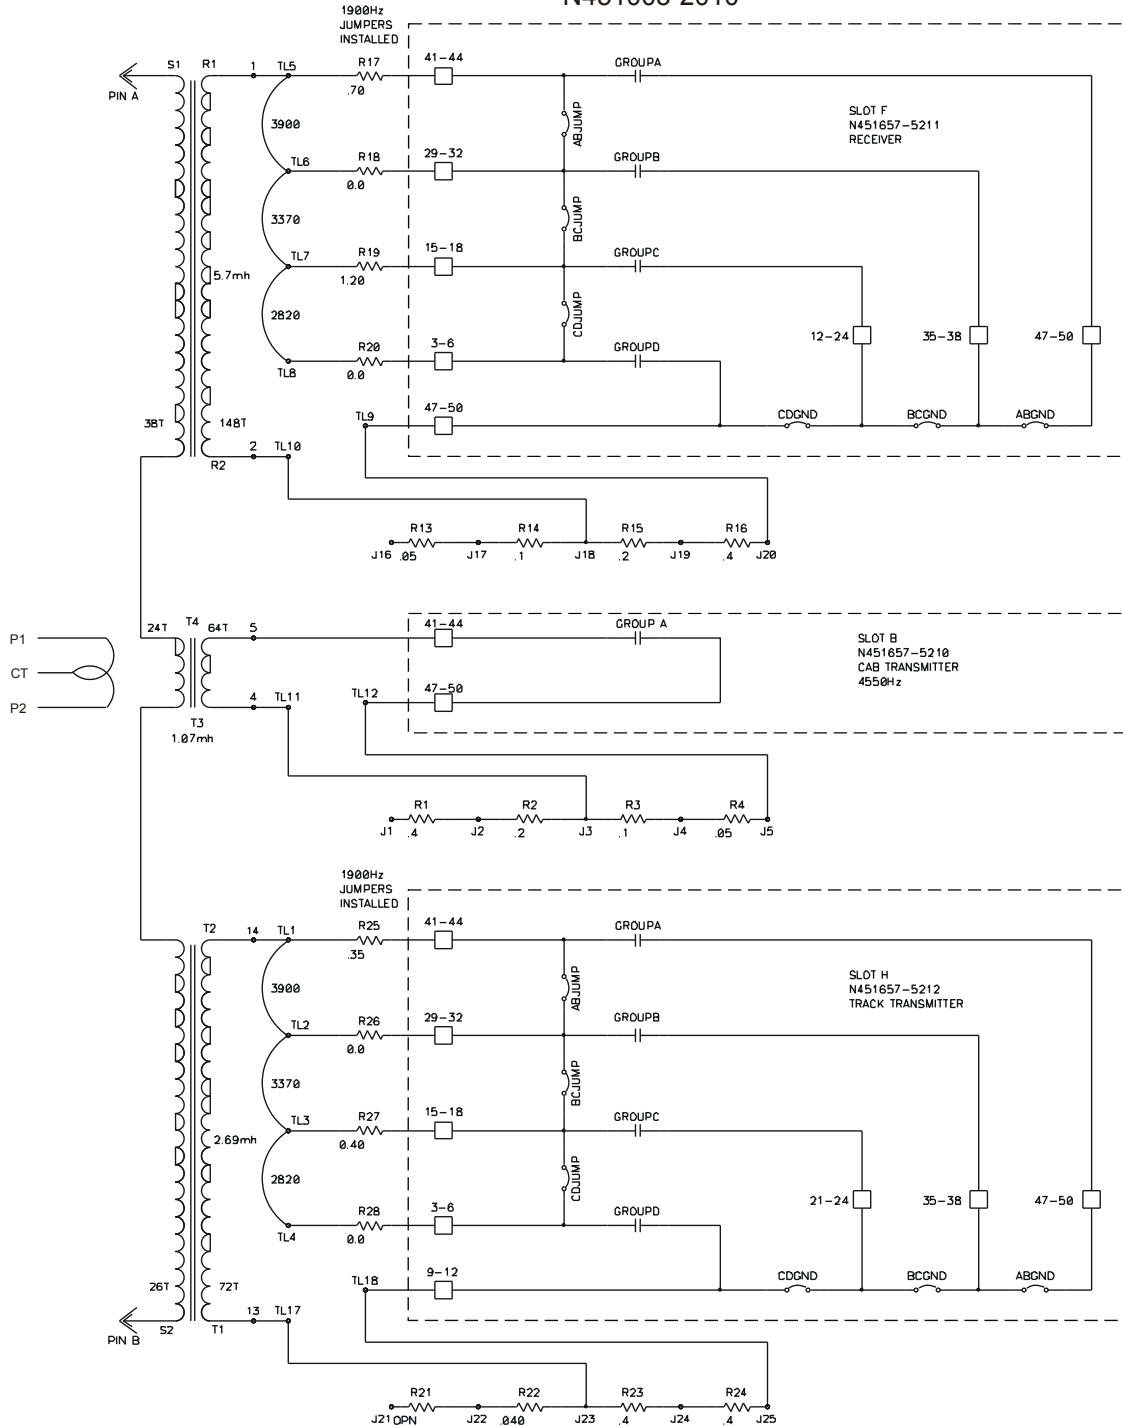 1900Hz
JUMPERS
INSTALLED
S1 R1 1 TL5 R17 41-44 GROUPA
PIN A .70
3900 ABJUMP
SLOT F
N451657-5211
RECEIVER
TL6 R18 29-32 GROUPB
0.0
3370 BCJUMP
TL7 R19 15-18 GROUPC
5.7mh 1.20
2820 CDJUMP
R20 3-6 GROUPD 12-24 35-38 47-50
TL8 0.0
38T 148T TL9 47-50 CDGND BCGND ABGND
2 TL10
R2
R13 R14 R15 R16
J16 .05 J17 .1 J18 .2 J19 .4 J20
P1
CT
P2
24T T4 64T 5 41-44 GROUP A
SLOT B
N451657-5210
CAB TRANSMITTER
4550Hz
4 TL11 TL12 47-50
T3
1.07mh
R1 R2 R3 R4
J1 .4 J2 .2 J3 .1 J4 .05 J5
1900Hz
JUMPERS
INSTALLED
T2 14 TL1 R25 41-44 GROUPA
.35
3900 ABJUMP
SLOT H
N451657-5212
TRACK TRANSMITTER
TL2 R26 29-32 GROUPB
0.0
3370 BCJUMP
TL3 R27 15-18 GROUPC
2.69mh 0.40
2820 CDJUMP
R28 3-6 GROUPD 21-24 35-38 47-50
TL4 0.0
26T 72T TL18 9-12 CDGND BCGND ABGND
13 TL17
PIN B S2 T1
R21 R22 R23 R24
J21 OPN J22 .040 J23 .4 J24 .4 J25